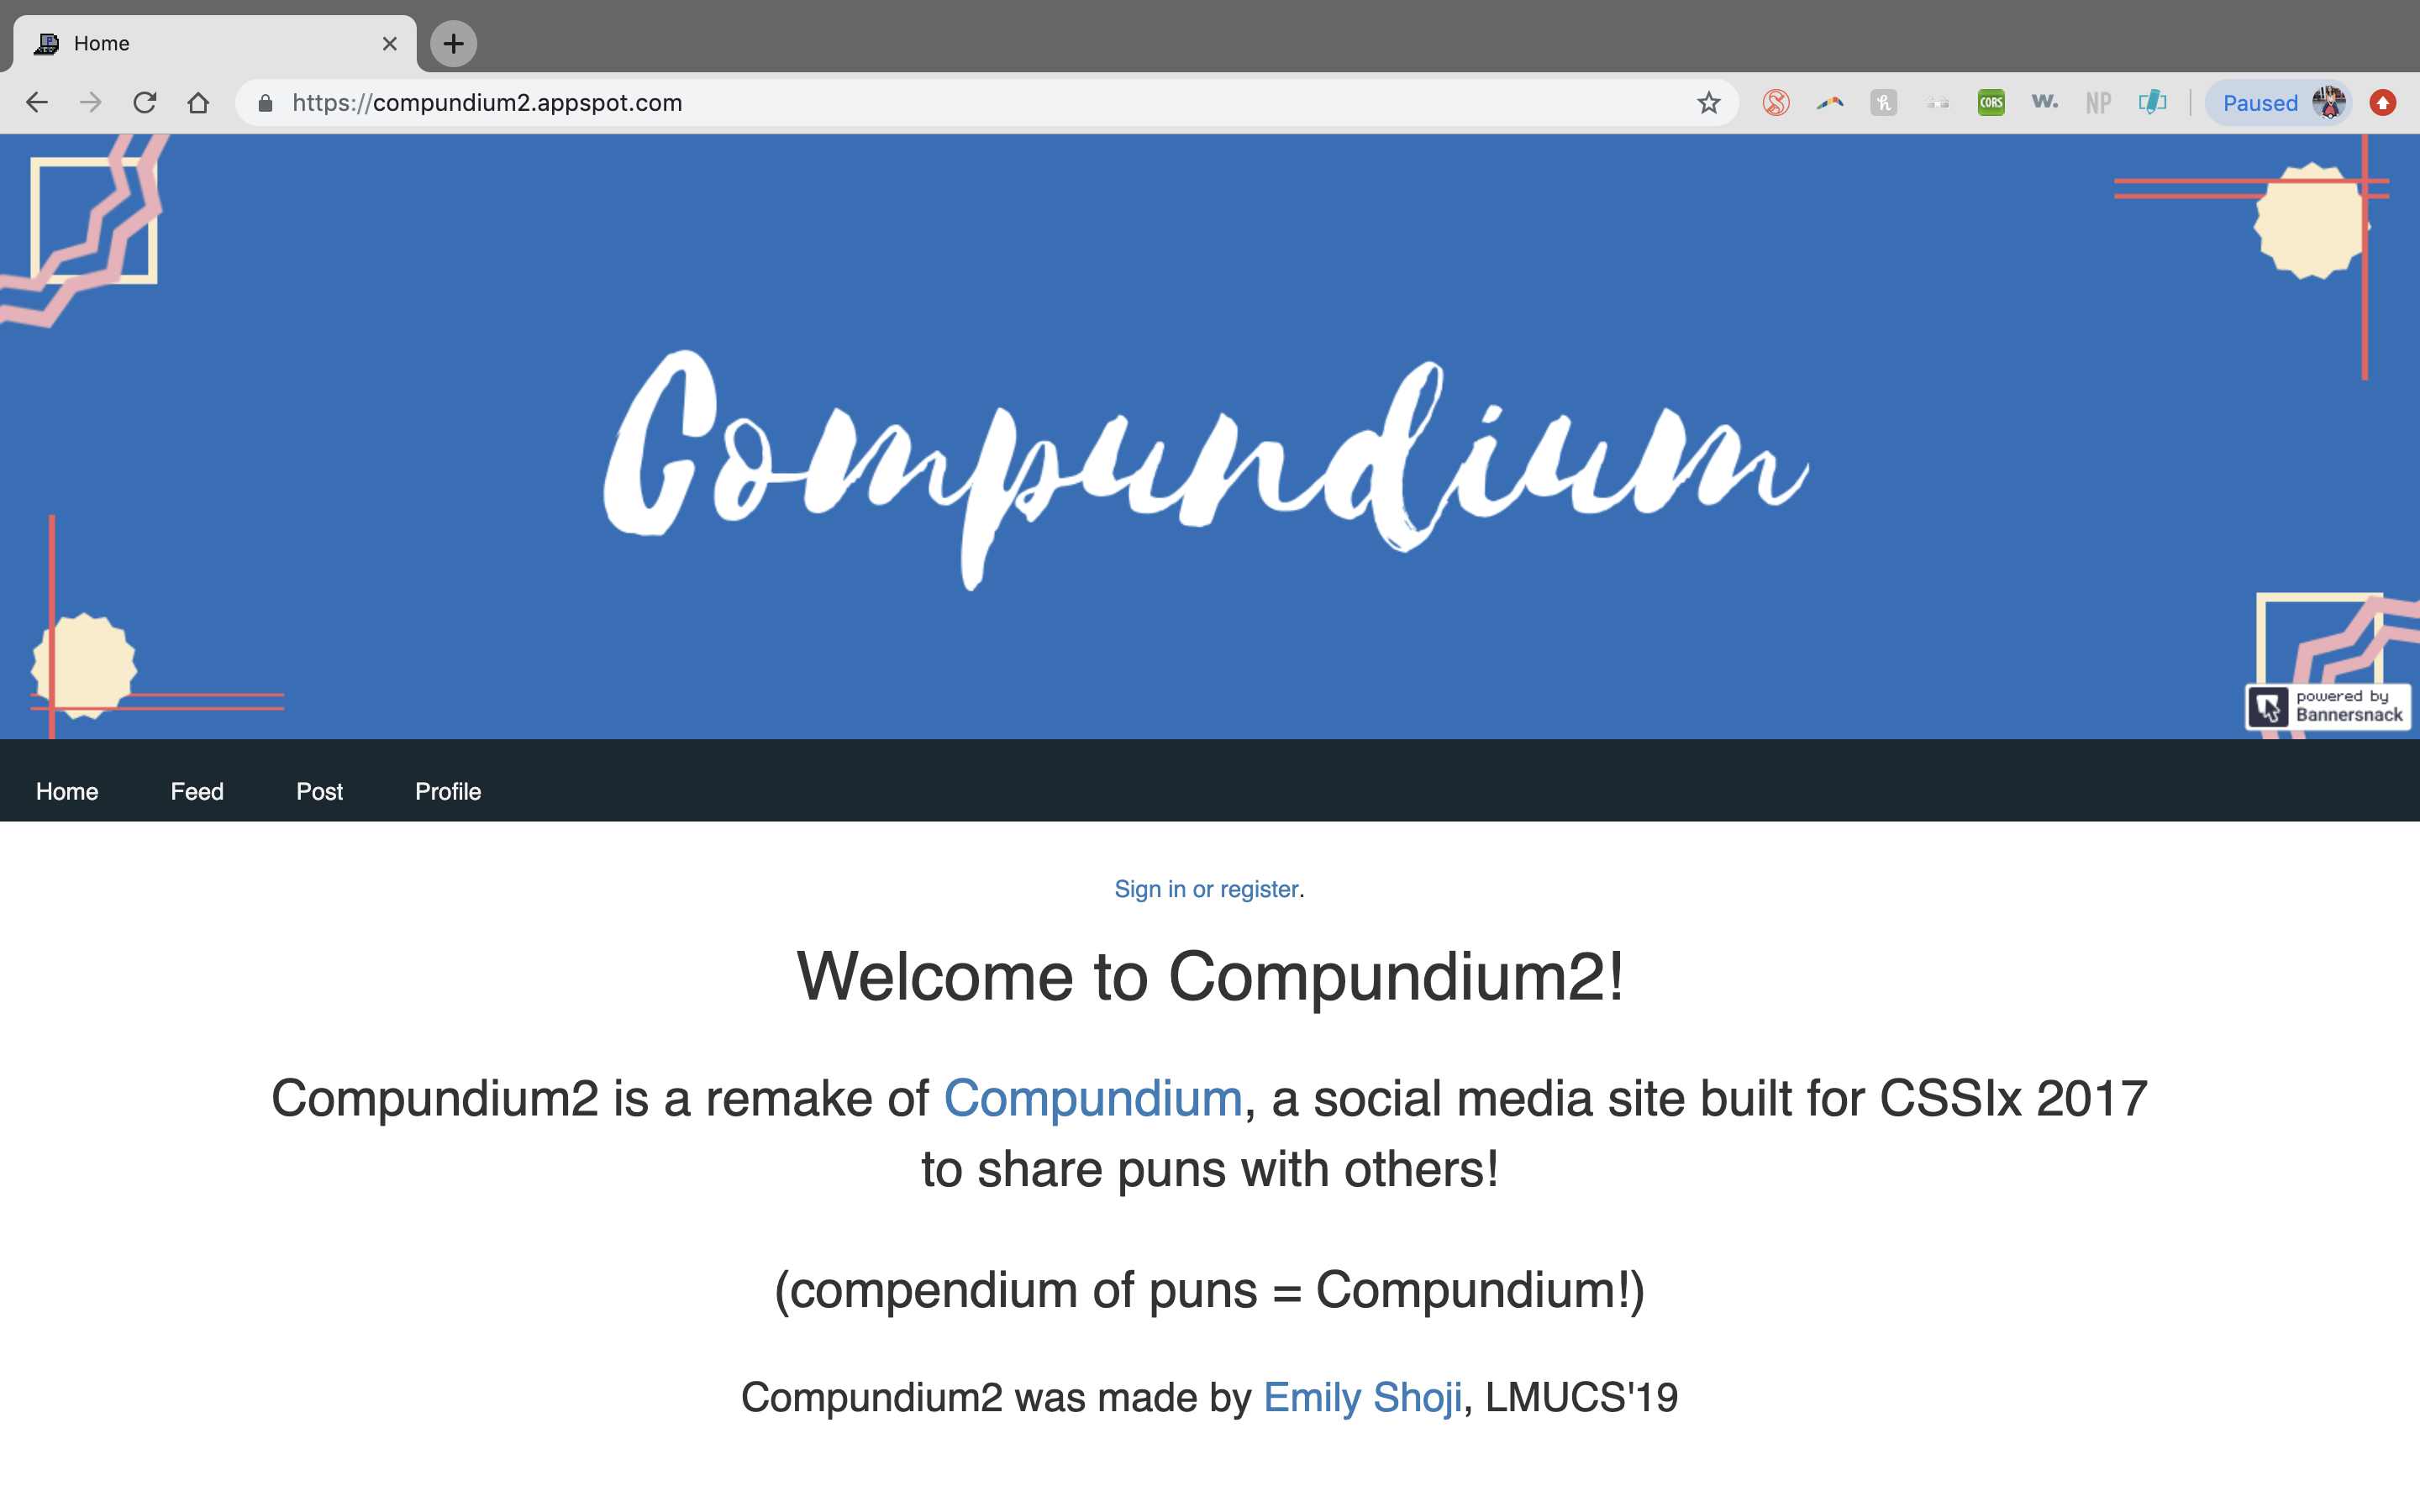 Home
https://compundium2.appspot.com
CORS
w.
NP
Paused
Compundium
powered by
Bannersnack
Home Feed Post Profile
Sign in or register.
Welcome to Compundium2!
Compundium2 is a remake of Compundium, a social media site built for CSSIx 2017
to share puns with others!
(compendium of puns = Compundium!)
Compundium2 was made by Emily Shoji, LMUCS'19